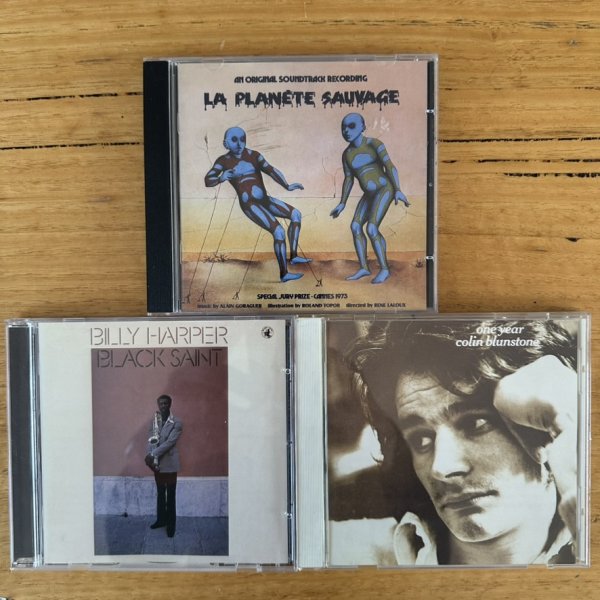 AN ORIGINAL SOUNDTRACK RECORDING
LA PLANÈTE SAUVAGE
SPECIAL JURY PRIZE - CANNES 1973
music by ALAIN GORAGUER illustration by ROLAND TOPOR directed by RENE LALOUX
BILLY HARPER
BLACK SAINT
one year
colin blunstone